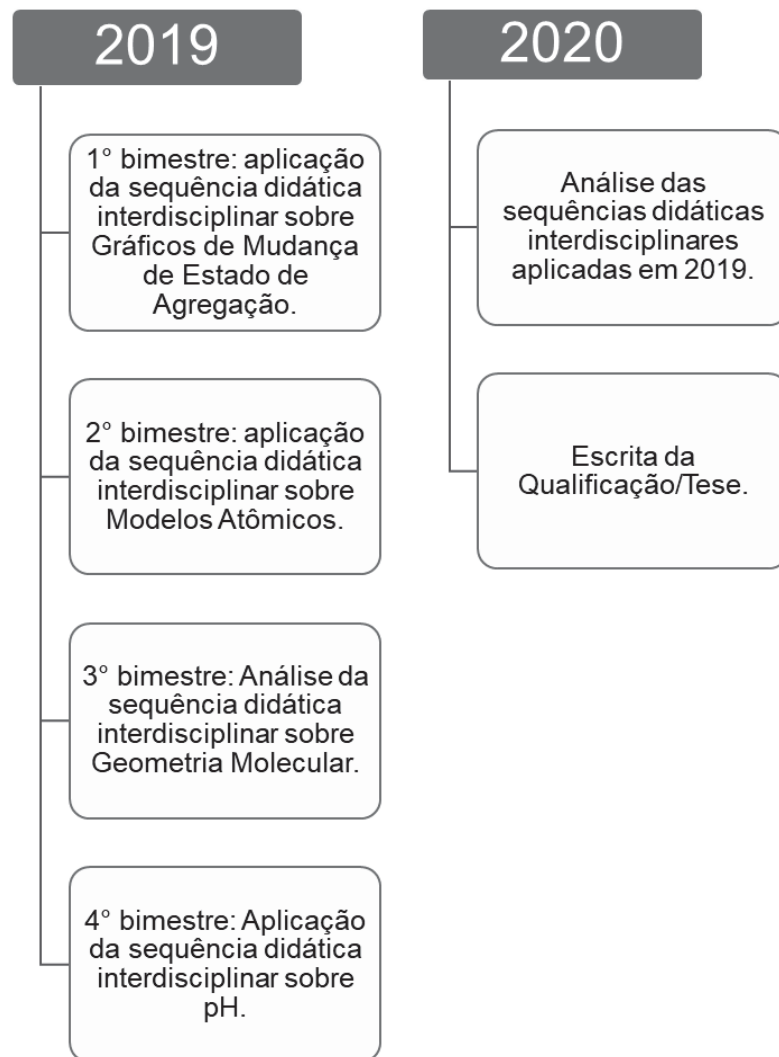 2019
1° bimestre: aplicação
da sequência didática
interdisciplinar sobre
Gráficos de Mudança
de Estado de
Agregação.
2° bimestre: aplicação
da sequência didática
interdisciplinar sobre
Modelos Atômicos.
3° bimestre: Análise da
sequência didática
interdisciplinar sobre
Geometria Molecular.
4° bimestre: Aplicação
da sequência didática
interdisciplinar sobre
pH.
2020
Análise das
sequências didáticas
interdisciplinares
aplicadas em 2019.
Escrita da
Qualificação/Tese.